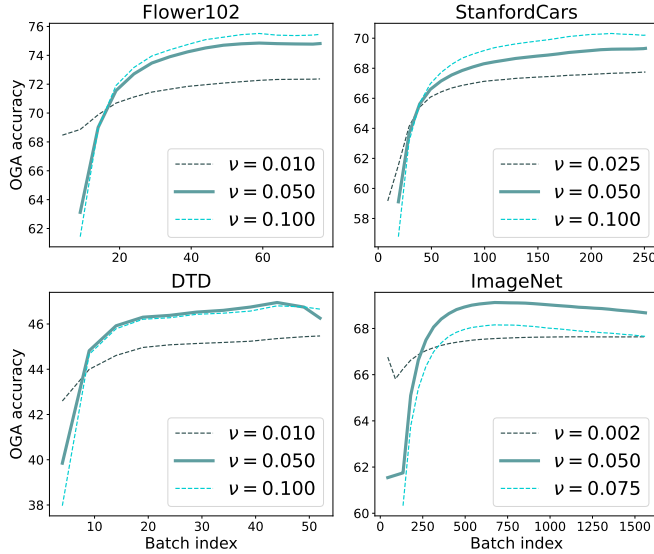 Flower102
OGA accuracy
76
74
72
70
68
66
64
62
20
40
60
ν = 0.010
ν = 0.050
ν = 0.100
StanfordCars
70
68
66
64
62
60
58
0
50
100
150
200
250
ν = 0.025
ν = 0.050
ν = 0.100
DTD
OGA accuracy
46
44
42
40
38
10
20
30
40
50
Batch index
ν = 0.010
ν = 0.050
ν = 0.100
ImageNet
68
66
64
62
60
0
250
500
750
1000
1250
1500
Batch index
ν = 0.002
ν = 0.050
ν = 0.075